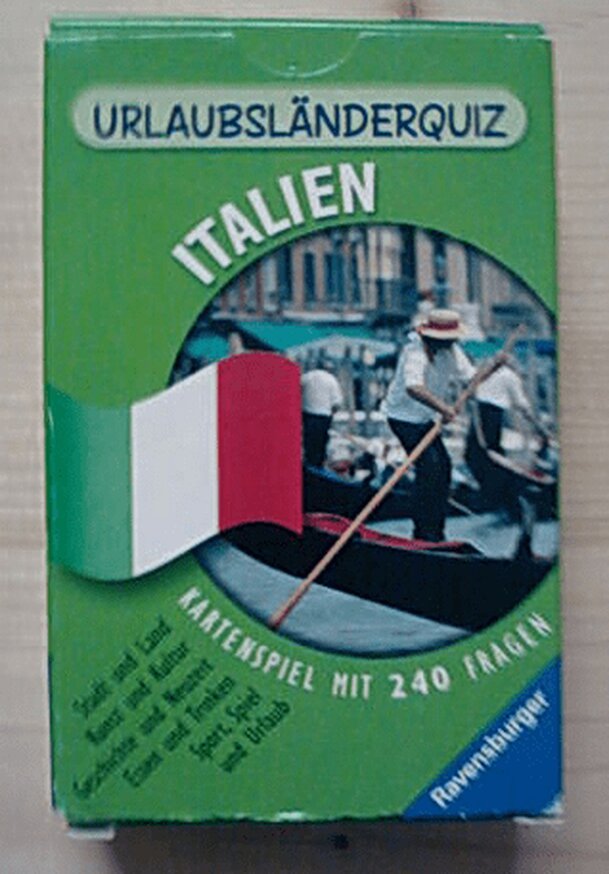 URLAUBSLÄNDERQUIZ
ITALIEN
KARTENSPIEL MIT 240 FRAGEN
Stadt und Land
Kunst und Kultur
Geschichte und Neuzeit
Essen und Trinken
Sport, Spiel
und Urlaub
Ravensburger